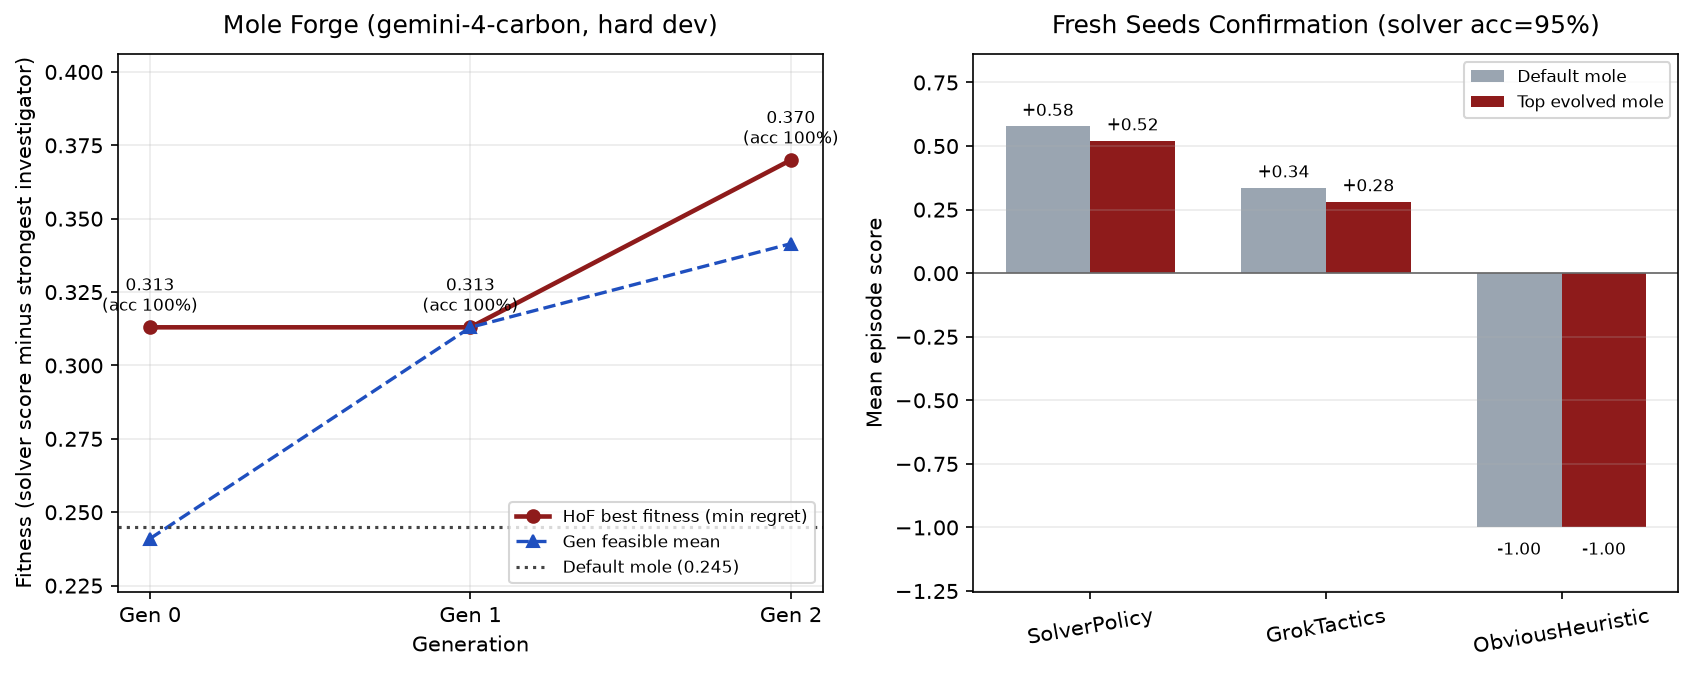 Mole Forge (gemini-4-carbon, hard dev)
Fitness (solver score minus strongest investigator)
0.400
0.375
0.350
0.325
0.300
0.275
0.250
0.225
0.313
(acc 100%)
0.313
(acc 100%)
0.370
(acc 100%)
HoF best fitness (min regret)
Gen feasible mean
Default mole (0.245)
Gen 0
Gen 1
Gen 2
Generation
Fresh Seeds Confirmation (solver acc=95%)
Mean episode score
0.75
0.50
0.25
0.00
−0.25
−0.50
−0.75
−1.00
−1.25
Default mole
Top evolved mole
+0.58
+0.52
+0.34
+0.28
-1.00
-1.00
SolverPolicy
GrokTactics
ObviousHeuristic